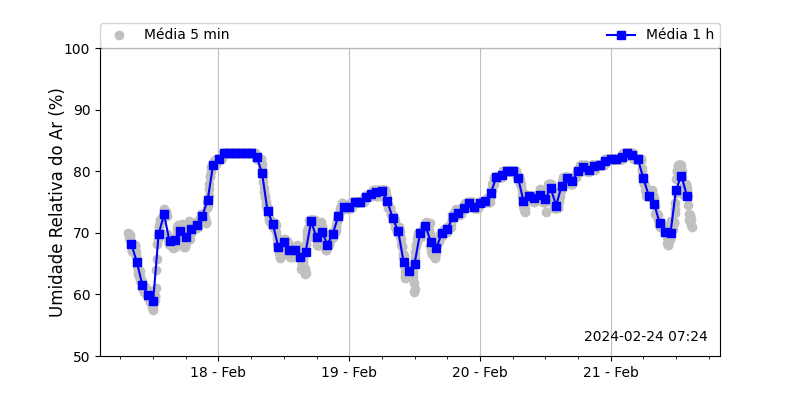 Média 5 min
Média 1 h
Umidade Relativa do Ar (%)
100
90
80
70
60
50
2024-02-24 07:24
18 - Feb
19 - Feb
20 - Feb
21 - Feb